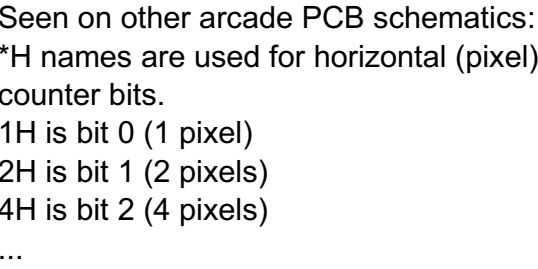 Seen on other arcade PCB schematics:
*H names are used for horizontal (pixel)
counter bits.
1H is bit 0 (1 pixel)
2H is bit 1 (2 pixels)
4H is bit 2 (4 pixels)
...